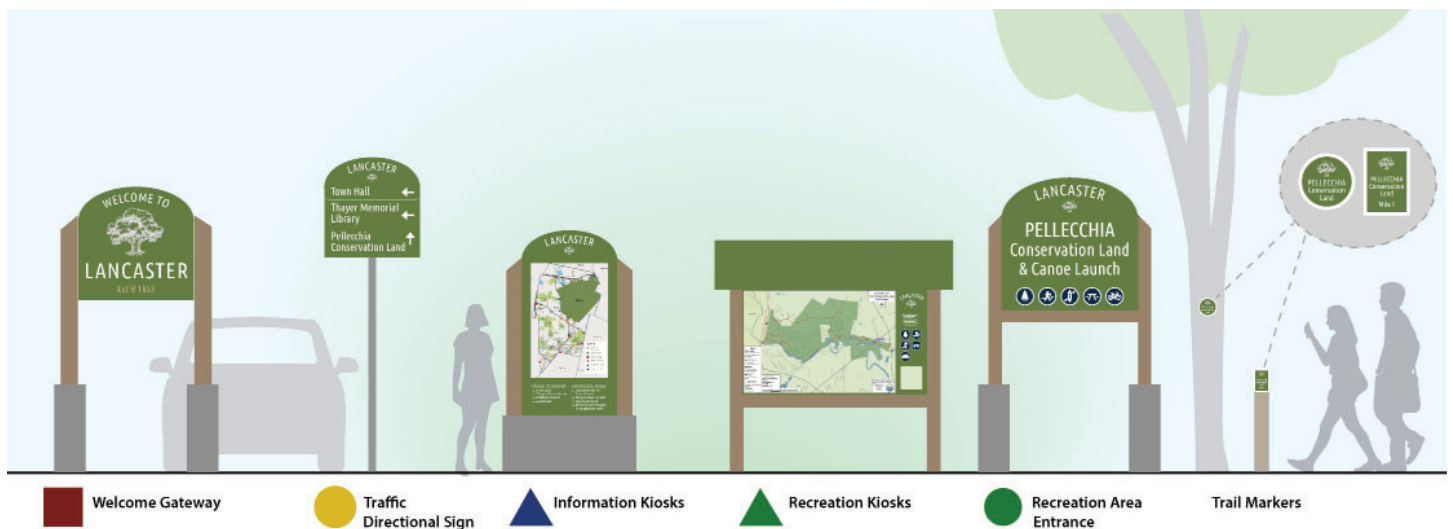 WELCOME TO
LANCASTER
Est'd 1653
LANCASTER
Town Hall
Thayer Memorial
Library
Pellecchia
Conservation Land
LANCASTER
LANCASTER
LANCASTER
PELLECCHIA
Conservation Land
& Canoe Launch
PELLECCHIA
Conservation
Land
PELLECCHIA
Conservation
Land
Mile 1
Welcome Gateway
Traffic
Directional Sign
Information Kiosks
Recreation Kiosks
Recreation Area
Entrance
Trail Markers